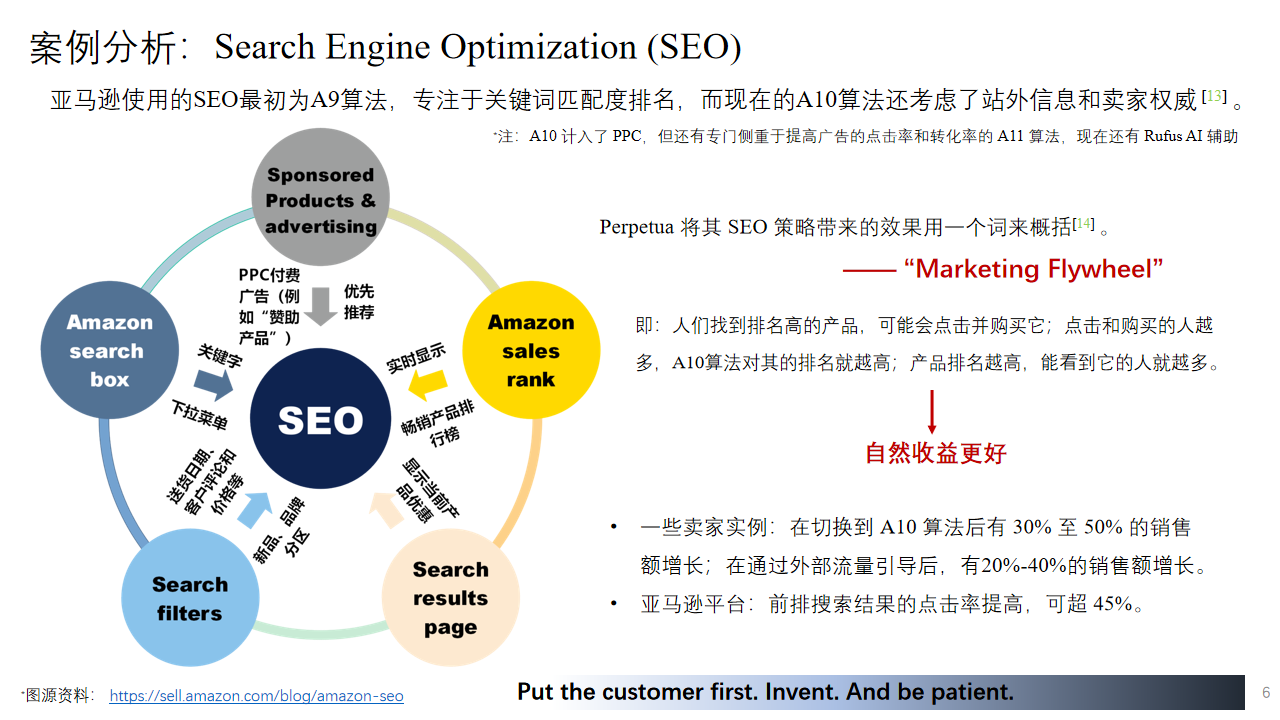 案例分析：Search Engine Optimization (SEO)
亚马逊使用的SEO最初为A9算法，专注于关键词匹配度排名，而现在的A10算法还考虑了站外信息和卖家权威 [13] 。
*注：A10 计入了 PPC，但还有专门侧重于提高广告的点击率和转化率的 A11 算法，现在还有 Rufus AI 辅助
Sponsored
Products &
advertising
PPC付费
广告（例
如“赞助
产品”）
优先
推荐
Amazon
search
box
关键字
下拉菜单
Amazon
sales
rank
实时显示
畅销产品排
行榜
SEO
送货日期、
客户评论和
价格等
新品、品牌
分区
Search
filters
显示当前产
品优惠
Search
results
page
Perpetua 将其 SEO 策略带来的效果用一个词来概括[14] 。
—— “Marketing Flywheel”
即：人们找到排名高的产品，可能会点击并购买它；点击和购买的人越
多，A10算法对其的排名就越高；产品排名越高，能看到它的人就越多。
自然收益更好
• 一些卖家实例：在切换到 A10 算法后有 30% 至 50% 的销售
额增长；在通过外部流量引导后，有20%-40%的销售额增长。
• 亚马逊平台：前排搜索结果的点击率提高，可超 45%。
*图源资料： https://sell.amazon.com/blog/amazon-seo
Put the customer first. Invent. And be patient.
6